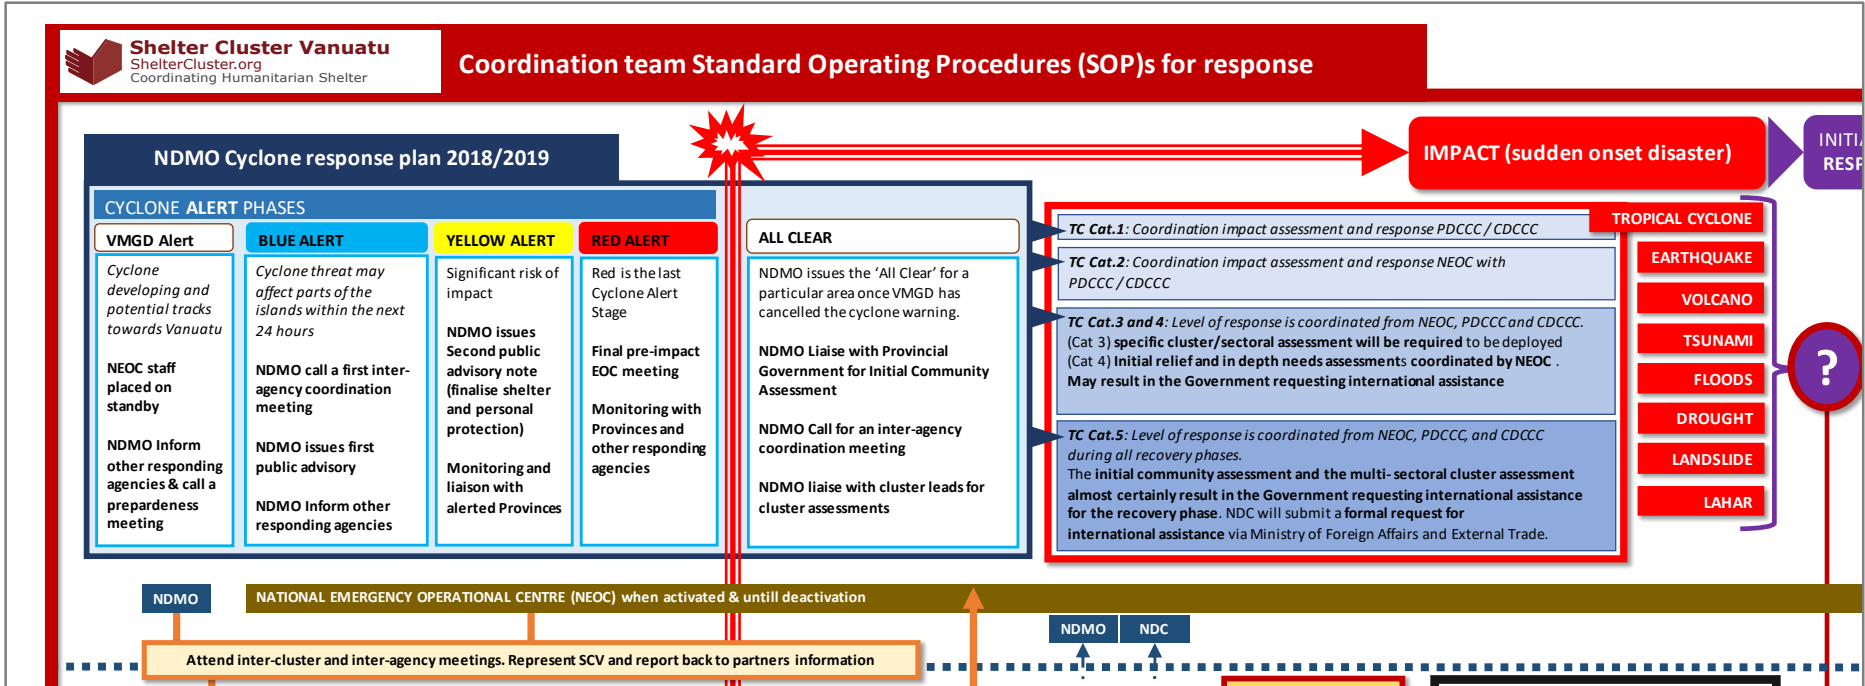 Shelter Cluster Vanuatu
ShelterCluster.org
Coordinating Humanitarian Shelter
Coordination team Standard Operating Procedures (SOP)s for response
NDMO Cyclone response plan 2018/2019
IMPACT (sudden onset disaster)
CYCLONE ALERT PHASES
VMGD Alert
Cyclone
developing and
potential tracks
towards Vanuatu
NEOC staff
placed on
standby
NDMO Inform
other responding
agencies & call a
prepardeness
meeting
BLUE ALERT
Cyclone threat may
affect parts of the
islands within the next
24 hours
NDMO call a first inter-
agency coordination
meeting
NDMO issues first
public advisory
NDMO Inform other
responding agencies
YELLOW ALERT
Significant risk of
impact
NDMO issues
Second public
advisory note
(finalise shelter
and personal
protection)
Monitoring and
liaison with
alerted Provinces
RED ALERT
Red is the last
Cyclone Alert
Stage
Final pre-impact
EOC meeting
Monitoring with
Provinces and
other responding
agencies
ALL CLEAR
NDMO issues the ‘All Clear’ for a
particular area once VMGD has
cancelled the cyclone warning.
NDMO Liaise with Provincial
Government for Initial Community
Assessment
NDMO Call for an inter-agency
coordination meeting
NDMO liaise with cluster leads for
cluster assessments
TC Cat.1: Coordination impact assessment and response PDCCC / CDCCC
TC Cat.2: Coordination impact assessment and response NEOC with
PDCCC / CDCCC
TC Cat.3 and 4: Level of response is coordinated from NEOC, PDCCC and CDCCC.
(Cat 3) specific cluster/sectoral assessment will be required to be deployed
(Cat 4) Initial relief and in depth needs assessments coordinated by NEOC .
May result in the Government requesting international assistance
TC Cat.5: Level of response is coordinated from NEOC, PDCCC, and CDCCC
during all recovery phases.
The initial community assessment and the multi- sectoral cluster assessment
almost certainly result in the Government requesting international assistance
for the recovery phase. NDC will submit a formal request for
international assistance via Ministry of Foreign Affairs and External Trade.
TROPICAL CYCLONE
EARTHQUAKE
VOLCANO
TSUNAMI
FLOODS
DROUGHT
LANDSLIDE
LAHAR
?
NDMO
NATIONAL EMERGENCY OPERATIONAL CENTRE (NEOC) when activated & untill deactivation
NDMO
NDC
Attend inter-cluster and inter-agency meetings. Represent SCV and report back to partners information